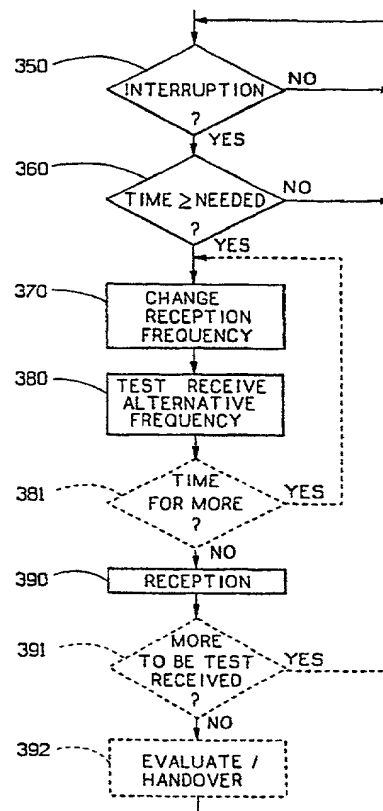 350
INTERRUPTION
?
NO
YES
360
TIME ≥ NEEDED
?
NO
YES
370
CHANGE
RECEPTION
FREQUENCY
380
TEST RECEIVE
ALTERNATIVE
FREQUENCY
381
TIME
FOR MORE
?
YES
NO
390
RECEPTION
391
MORE
TO BE TEST
RECEIVED
?
YES
NO
392
EVALUATE /
HANDOVER